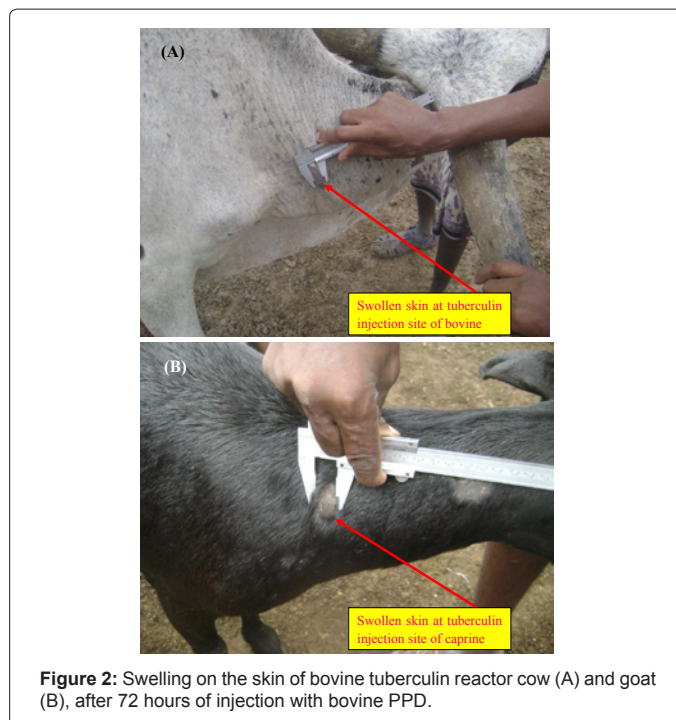 (A)
Swollen skin at tuberculin
injection site of bovine
(B)
Swollen skin at tuberculin
injection site of caprine
Figure 2: Swelling on the skin of bovine tuberculin reactor cow (A) and goat
(B), after 72 hours of injection with bovine PPD.